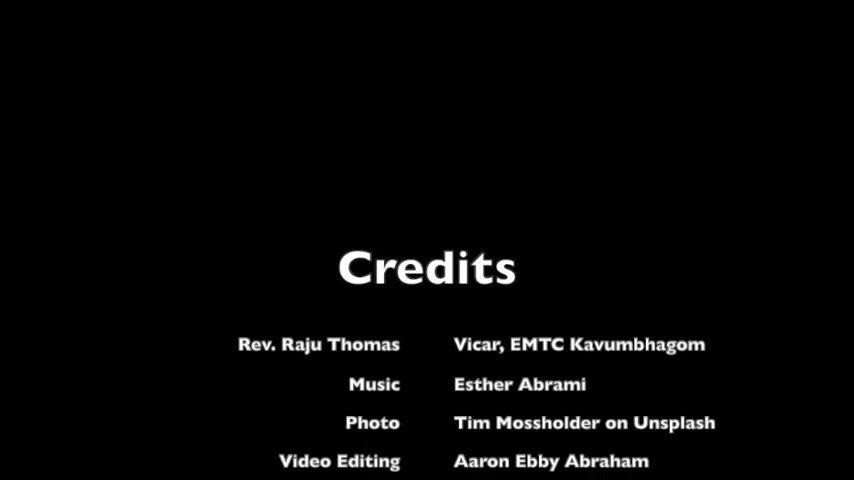 Credits
Rev. Raju Thomas Vicar, EMTC Kavumbhagom
Music Esther Abrami
Photo Tim Mossholder on Unsplash
Video Editing Aaron Ebby Abraham